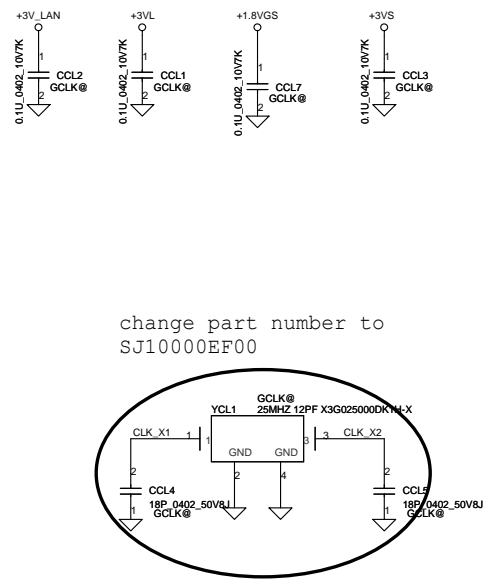 +3V_LAN
+3VL
+1.8VGS
+3VS
1
CCL2
GCLK@
2
0.1U_0402_10V7K
1
CCL1
GCLK@
2
0.1U_0402_10V7K
1
CCL7
GCLK@
2
0.1U_0402_10V7K
1
CCL3
GCLK@
2
0.1U_0402_10V7K
change part number to
SJ10000EF00
GCLK@
YCL1 25MHZ 12PF X3G025000DK1H-X
CLK_X1 1 1 3 3 CLK_X2
GND GND
2 4
2
CCL4
18P_0402_50V8J
1
GCLK@
2
CCL5
18P_0402_50V8J
1
GCLK@